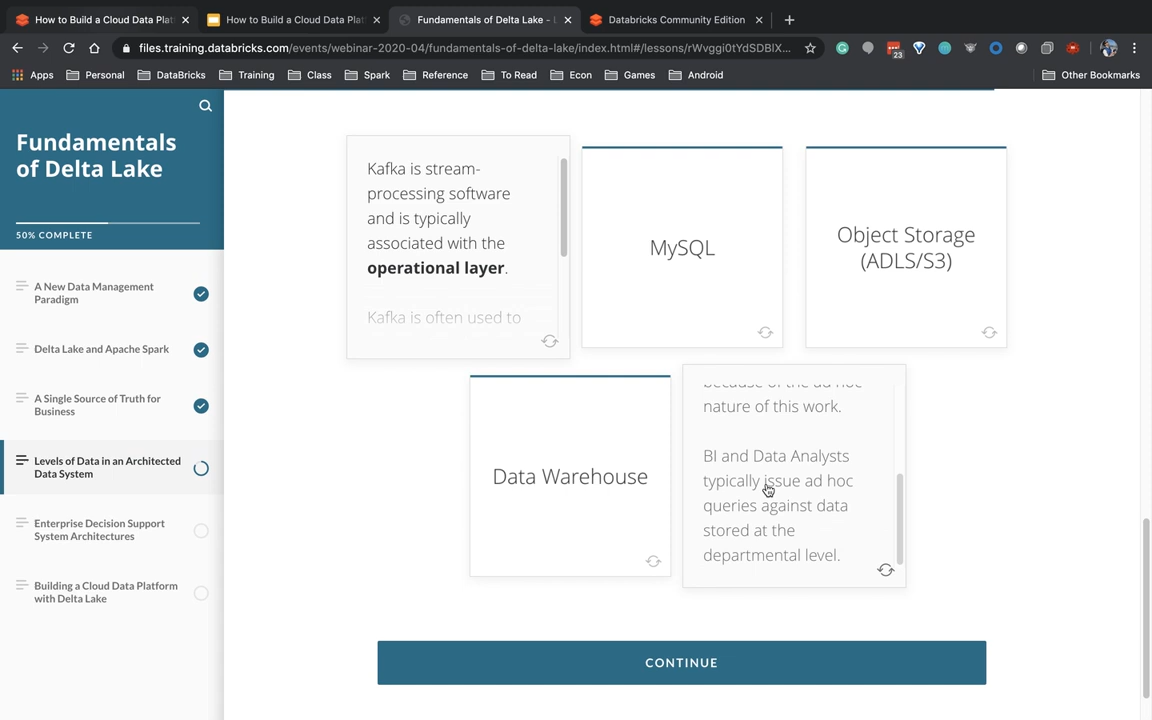 How to Build a Cloud Data Plat
How to Build a Cloud Data Plat
Fundamentals of Delta Lake -
Databricks Community Edition
files.training.databricks.com/events/webinar-2020-04/fundamentals-of-delta-lake/index.html#/lessons/rWvggi0tYdSDBlX...
23
Apps
Personal
DataBricks
Training
Class
Spark
Reference
To Read
Econ
Games
Android
Other Bookmarks
Fundamentals
of Delta Lake
50% COMPLETE
A New Data Management
Paradigm
Delta Lake and Apache Spark
A Single Source of Truth for
Business
Levels of Data in an Architected
Data System
Enterprise Decision Support
System Architectures
Building a Cloud Data Platform
with Delta Lake
Kafka is stream-
processing software
and is typically
associated with the
operational layer.
Kafka is often used to
MySQL
Object Storage
(ADLS/S3)
Data Warehouse
because of the ad hoc
nature of this work.
BI and Data Analysts
typically issue ad hoc
queries against data
stored at the
departmental level.
CONTINUE